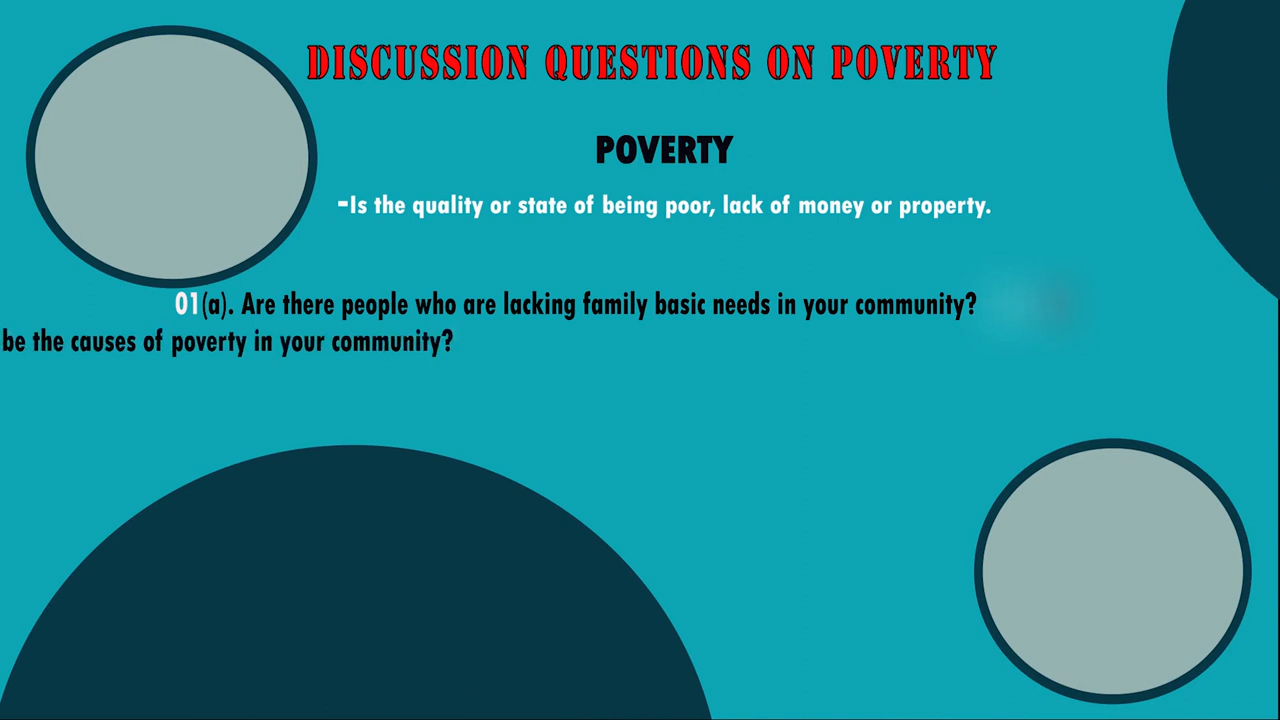 DISCUSSION QUESTIONS ON POVERTY
POVERTY
-Is the quality or state of being poor, lack of money or property.
01(a). Are there people who are lacking family basic needs in your community?
be the causes of poverty in your community?